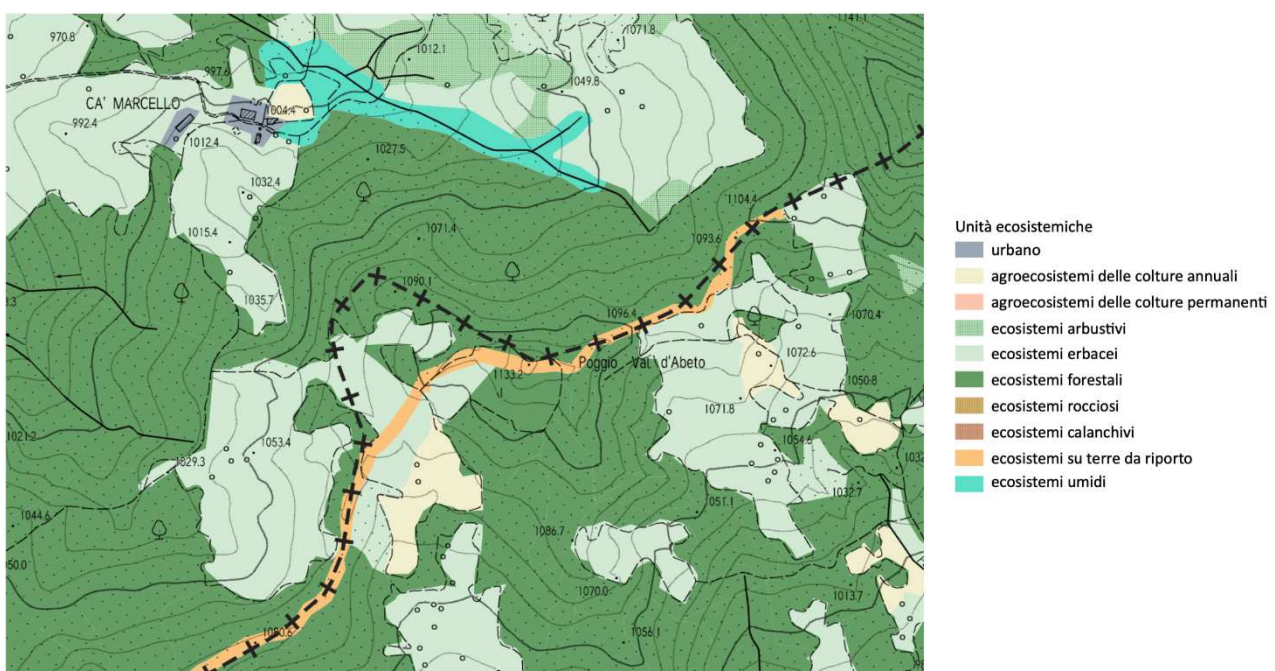 970.8
997.6
1012.1
1071.8
1141.1
1049.8
CA' MARCELLO
1004.4
992.4
1012.4
1027.5
1032.4
1104.4
1015.4
1071.4
1093.6
1035.7
1090.1
1096.4
1070.4
Poggio Val d'Abeto
1133.2
1072.6
1050.8
1071.8
1021.2
1053.4
1054.6
1029.3
1032.7
1044.6
1051.1
1086.7
1070.0
1013.7
1080.6
1056.1
Unità ecosistemiche
urbano
agroecosistemi delle colture annuali
agroecosistemi delle colture permanenti
ecosistemi arbustivi
ecosistemi erbacei
ecosistemi forestali
ecosistemi rocciosi
ecosistemi calanchivi
ecosistemi su terre da riporto
ecosistemi umidi